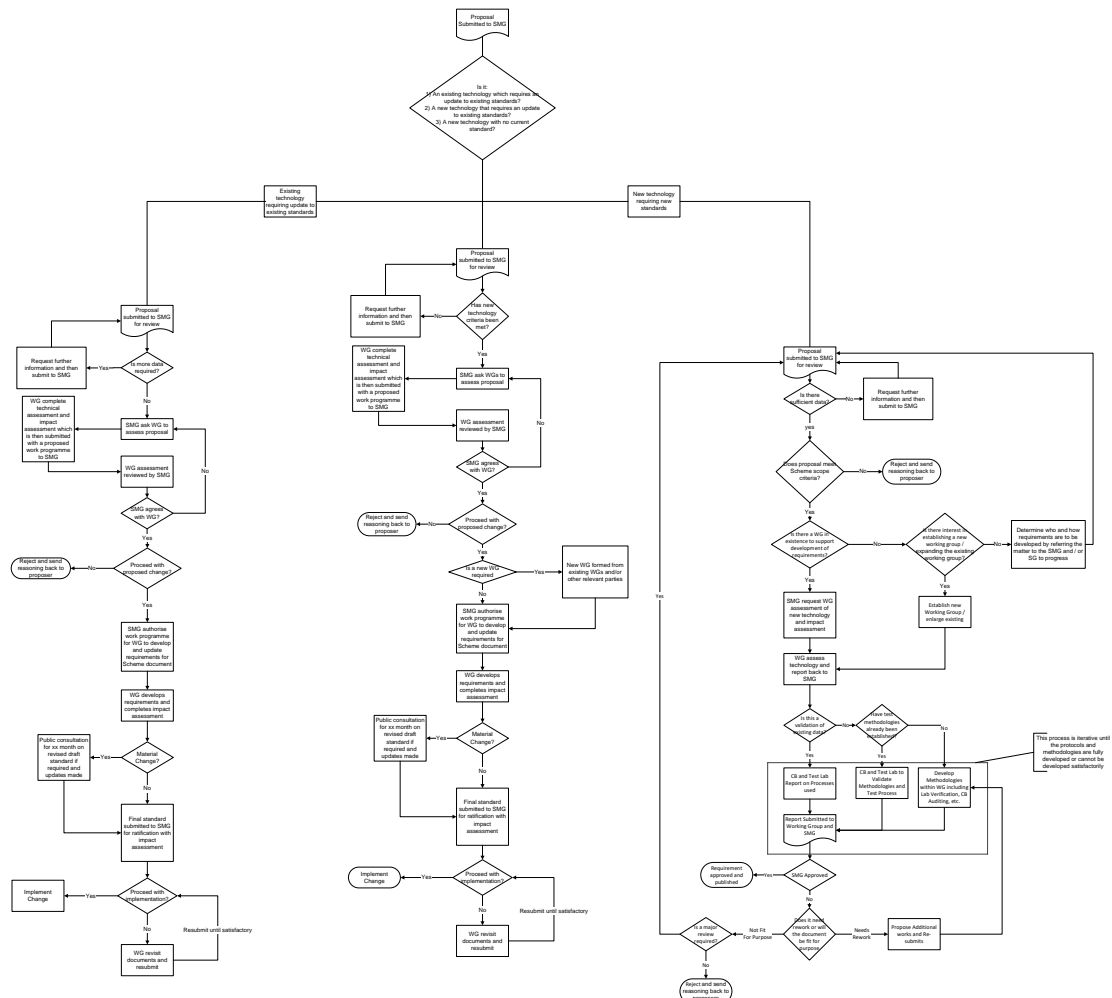 Proposal
Submitted to SMG
Is it:
1) An existing technology which requires an
update to existing standards?
2) A new technology that requires an update
to existing standards?
3) A new technology with no current
standard?
Existing
technology
requiring update to
existing standards
New technology
requiring new
standards
Proposal
submitted to SMG
for review
Is more data
required?
Yes
Request further
information and then
submit to SMG
No
SMG ask WG to
assess proposal
WG complete
technical
assessment and
impact
assessment which
is then submitted
with a proposed
work programme
to SMG
WG assessment
reviewed by SMG
No
SMG agrees
with WG?
Yes
Proceed with
proposed change?
No
Reject and send
reasoning back to
proposer
Yes
SMG authorise
work programme
for WG to develop
and update
requirements for
Scheme document
WG develops
requirements and
completes impact
assessment
Material
Change?
Yes
Public consultation
for xx month on
revised draft
standard if
required and
updates made
No
Final standard
submitted to SMG
for ratification with
impact
assessment
Proceed with
implementation?
Yes
Implement
Change
No
Resubmit until satisfactory
WG revisit
documents and
resubmit
Proposal
submitted to SMG
for review
Has new
technology
criteria been
met?
No
Request further
information and then
submit to SMG
Yes
SMG ask WGs to
assess proposal
WG complete
technical
assessment and
impact
assessment which
is then submitted
with a proposed
work programme
to SMG
WG assessment
reviewed by SMG
No
SMG agrees
with WG?
Yes
Proceed with
proposed change?
No
Reject and send
reasoning back to
proposer
Yes
Is a new WG
required
Yes
New WG formed from
existing WGs and/or
other relevant parties
No
SMG authorise
work programme
for WG to develop
and update
requirements for
Scheme document
WG develops
requirements and
completes impact
assessment
Material
Change?
Yes
Public consultation
for xx month on
revised draft
standard if
required and
updates made
No
Final standard
submitted to SMG
for ratification with
impact
assessment
Proceed with
implementation?
Yes
Implement
Change
No
Resubmit until satisfactory
WG revisit
documents and
resubmit
Proposal
submitted to SMG
for review
Is there
sufficient data?
No
Request further
information and then
submit to SMG
yes
Does proposal meet
Scheme scope
criteria?
No
Reject and send
reasoning back to
proposer
Yes
Is there a WG in
existence to support
development of
requirements?
No
Is there interest in
establishing a new
working group /
expanding the existing
working group?
No
Determine who and how
requirements are to be
developed by referring the
matter to the SMG and / or
SG to progress
Yes
Yes
SMG request WG
assessment of
new technology
and impact
assessment
Establish new
Working Group /
enlarge existing
WG assess
technology and
report back to
SMG
Is this a
validation of
existing data?
No
Have test
methodologies
already been
established?
No
Yes
Yes
This process is iterative until
the protocols and
methodologies are fully
developed or cannot be
developed satisfactorily
CB and Test Lab
Report on Processes
used
CB and Test Lab to
Validate
Methodologies and
Test Process
Develop
Methodologies
within WG including
Lab Verification, CB
Auditing, etc.
Report Submitted to
Working Group and
SMG
SMG Approved
Yes
Requirement
approved and
published
No
Does it need
rework or will
the document
be fit for
purpose
Needs
Rework
Propose Additional
works and Re-
submits
Not Fit
For Purpose
Is a major
review
required?
Yes
No
Reject and send
reasoning back to